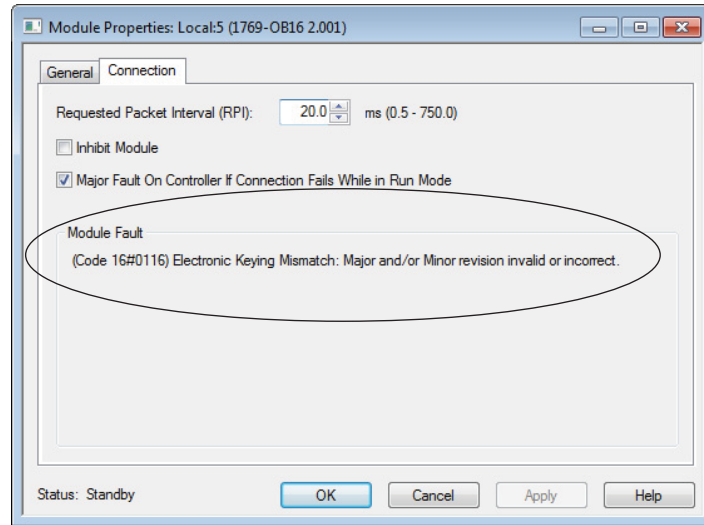 Module Properties: Local:5 (1769-OB16 2.001)
General Connection
Requested Packet Interval (RPI): 20.0 ms (0.5 - 750.0)
Inhibit Module
Major Fault On Controller If Connection Fails While in Run Mode
Module Fault
(Code 16#0116) Electronic Keying Mismatch: Major and/or Minor revision invalid or incorrect.
Status: Standby OK Cancel Apply Help